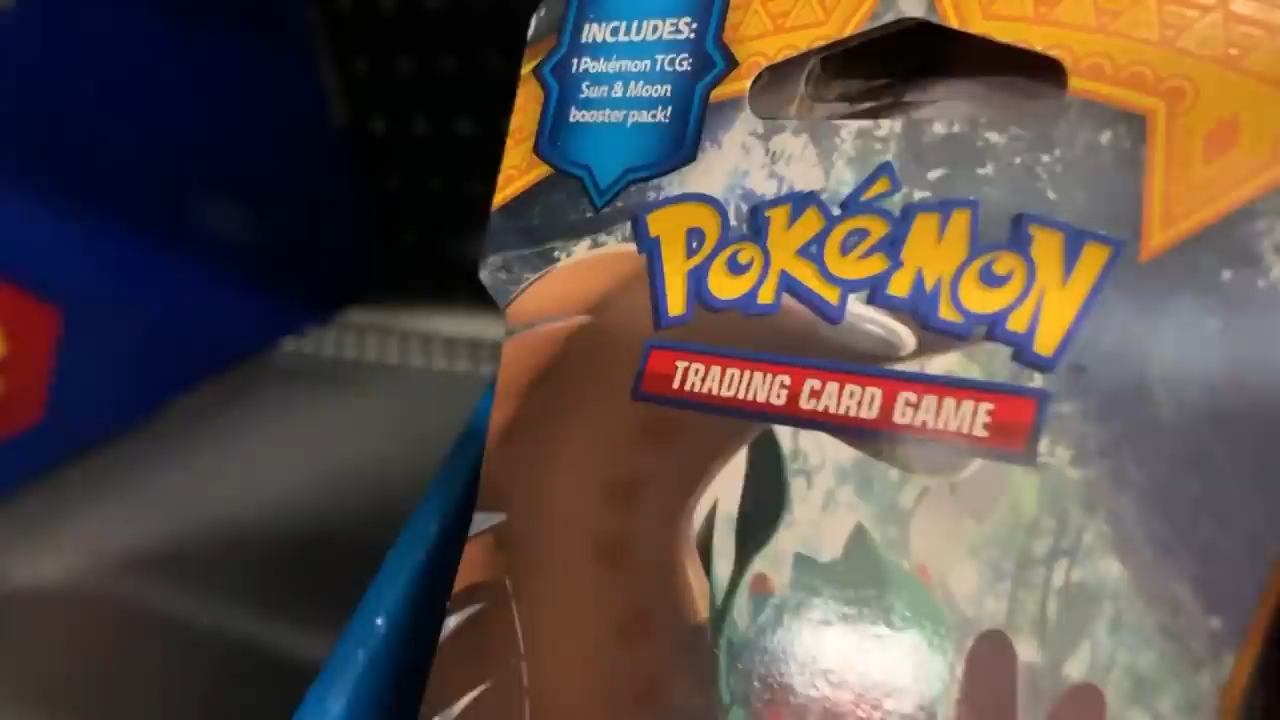 INCLUDES:
1 Pokémon TCG:
Sun & Moon
booster pack!
POKéMON
TRADING CARD GAME